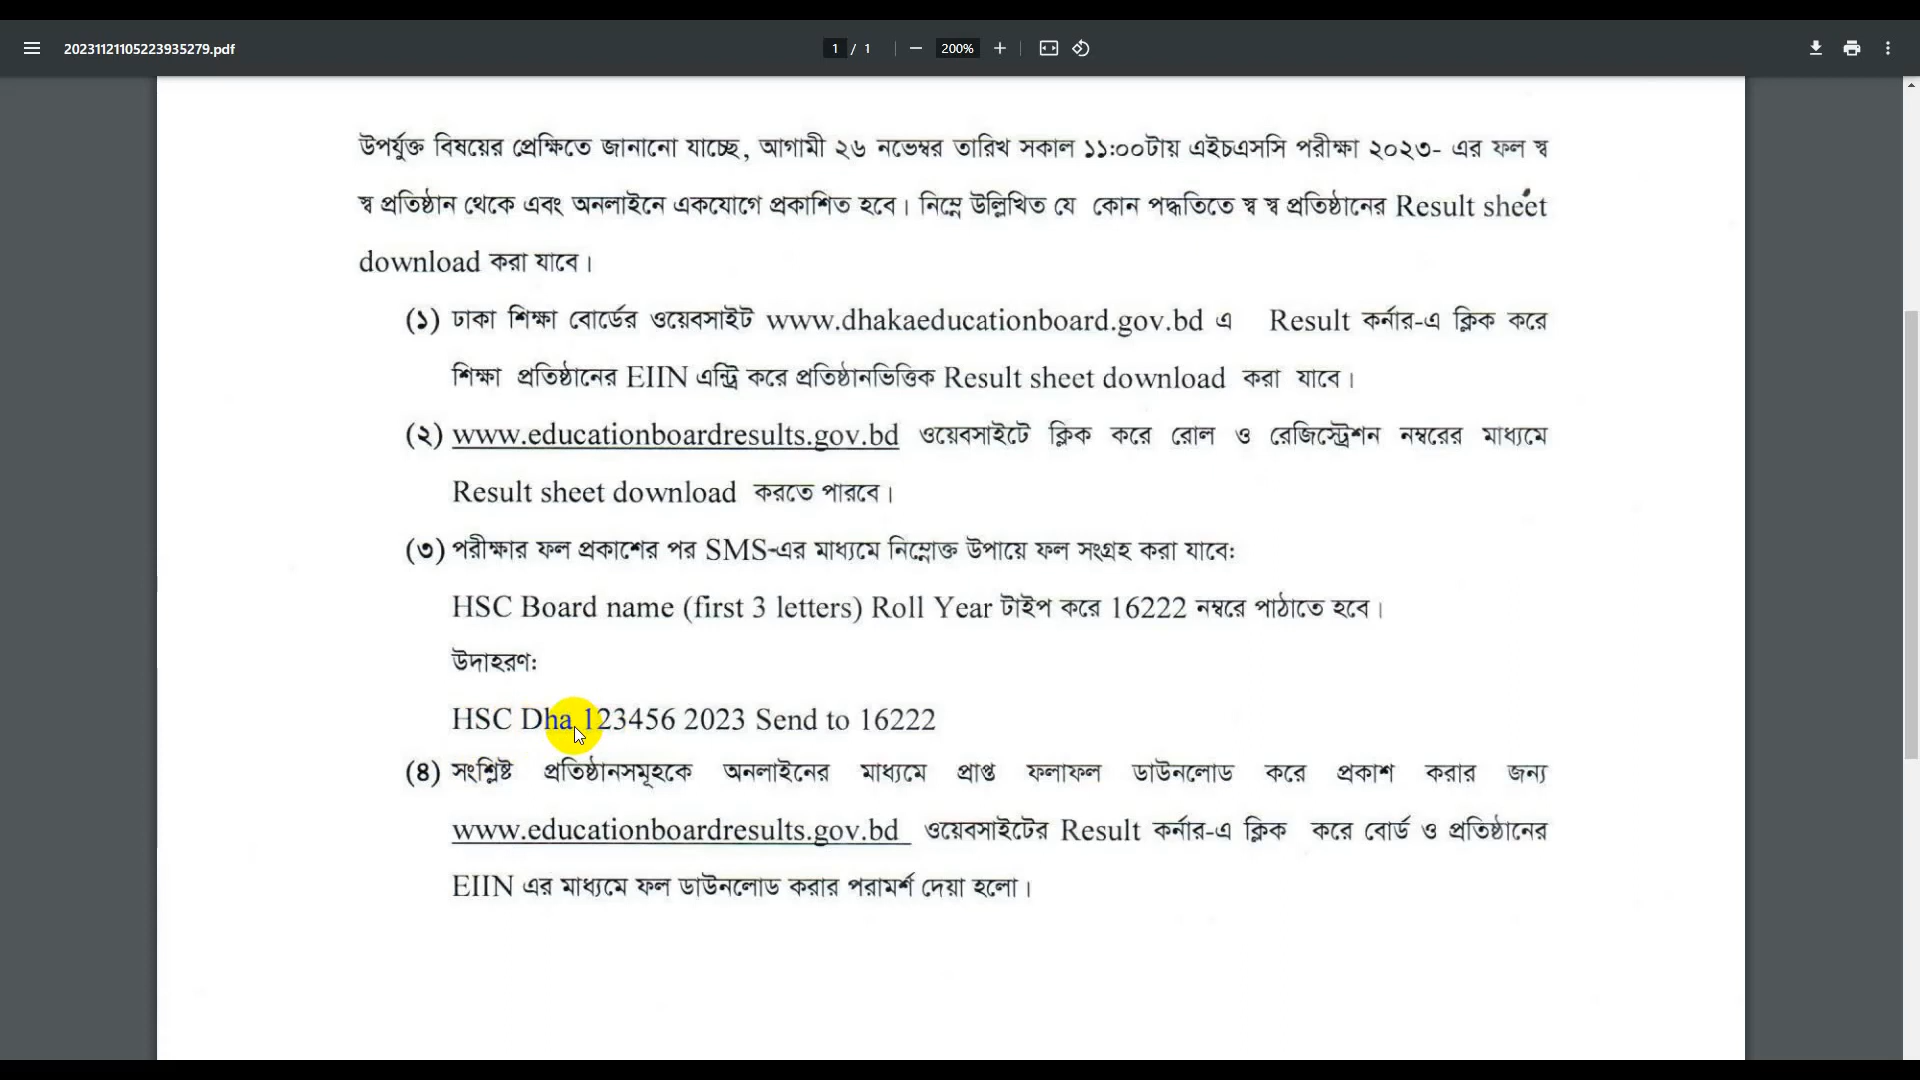 20231121105223935279.pdf
1 / 1
200%
উপর্যুক্ত বিষয়ের প্রেক্ষিতে জানানো যাচ্ছে, আগামী ২৬ নভেম্বর তারিখ সকাল ১১:০০টায় এইচএসসি পরীক্ষা ২০২৩- এর ফল স্ব
স্ব প্রতিষ্ঠান থেকে এবং অনলাইনে একযোগে প্রকাশিত হবে। নিম্নে উল্লিখিত যে কোন পদ্ধতিতে স্ব স্ব প্রতিষ্ঠানের Result sheet
download করা যাবে।
(১) ঢাকা শিক্ষা বোর্ডের ওয়েবসাইট www.dhakaeducationboard.gov.bd এ Result কর্নার-এ ক্লিক করে
শিক্ষা প্রতিষ্ঠানের EIIN এন্ট্রি করে প্রতিষ্ঠানভিত্তিক Result sheet download করা যাবে।
(২) www.educationboardresults.gov.bd ওয়েবসাইটে ক্লিক করে রোল ও রেজিস্ট্রেশন নম্বরের মাধ্যমে
Result sheet download করতে পারবে।
(৩) পরীক্ষার ফল প্রকাশের পর SMS-এর মাধ্যমে নিম্নোক্ত উপায়ে ফল সংগ্রহ করা যাবে:
HSC Board name (first 3 letters) Roll Year টাইপ করে 16222 নম্বরে পাঠাতে হবে।
উদাহরণ:
HSC Dha 123456 2023 Send to 16222
(৪) সংশ্লিষ্ট প্রতিষ্ঠানসমূহকে অনলাইনের মাধ্যমে প্রাপ্ত ফলাফল ডাউনলোড করে প্রকাশ করার জন্য
www.educationboardresults.gov.bd ওয়েবসাইটের Result কর্নার-এ ক্লিক করে বোর্ড ও প্রতিষ্ঠানের
EIIN এর মাধ্যমে ফল ডাউনলোড করার পরামর্শ দেয়া হলো।